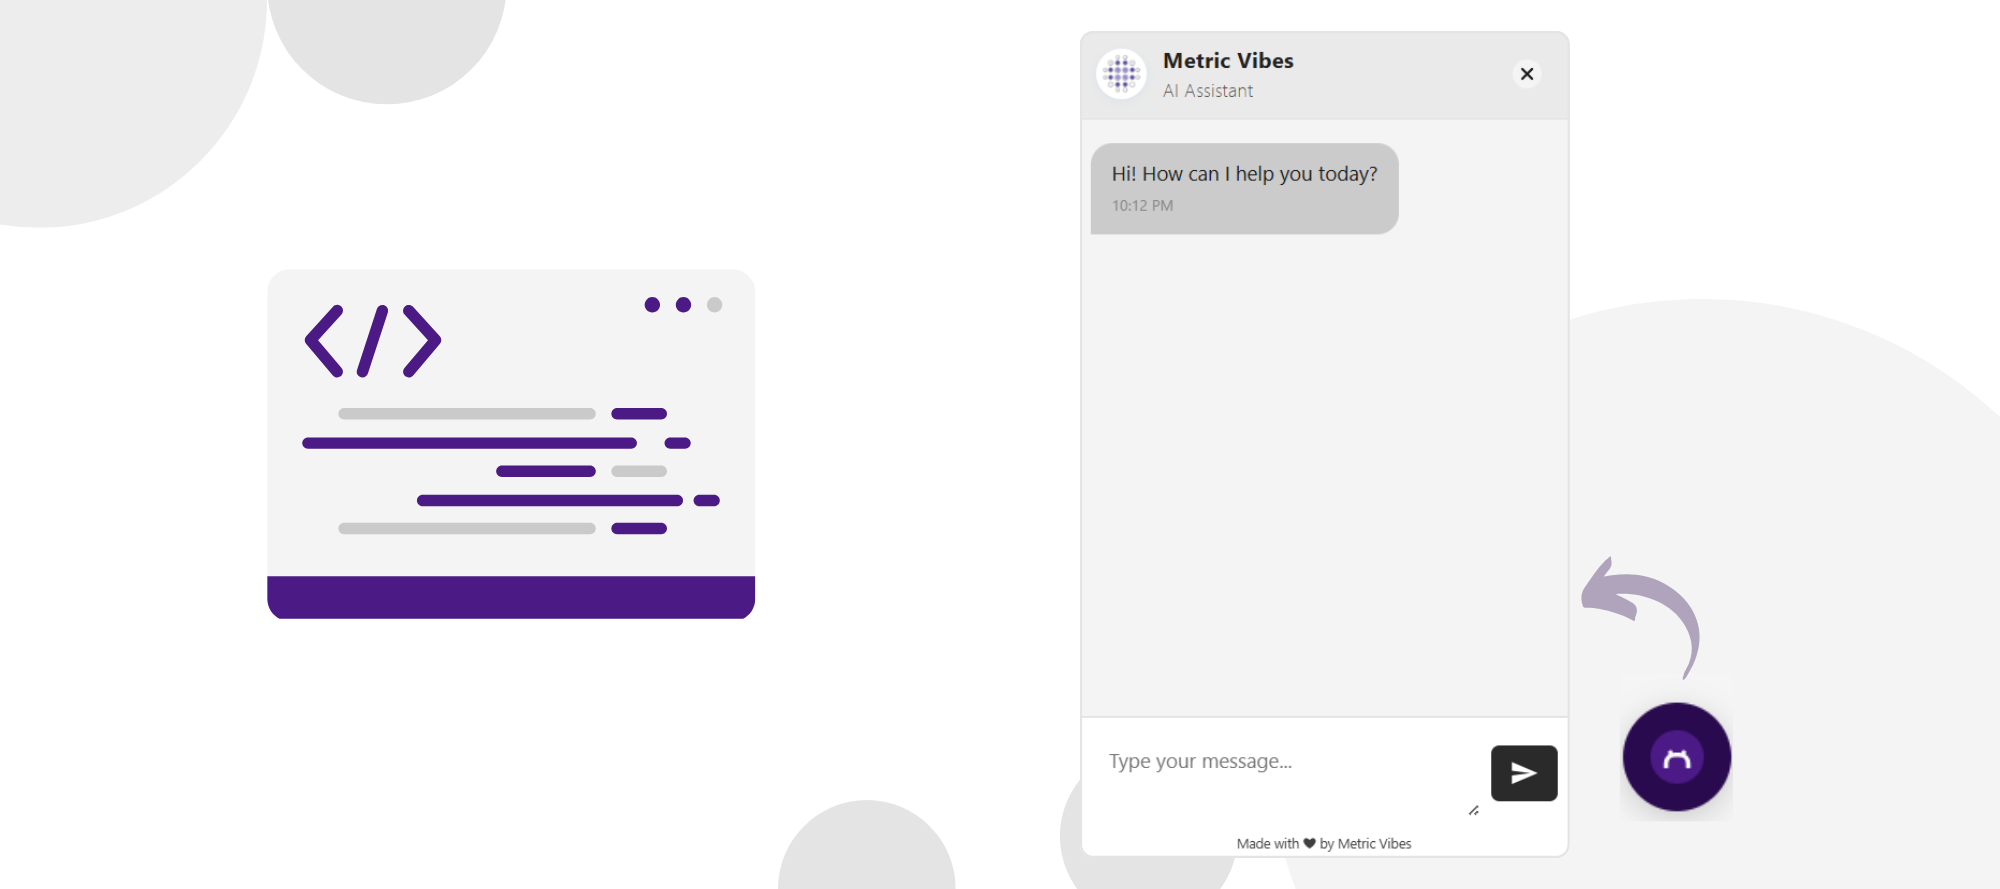 Metric Vibes
AI Assistant
Hi! How can I help you today?
10:12 PM
Type your message...
Made with ♥ by Metric Vibes